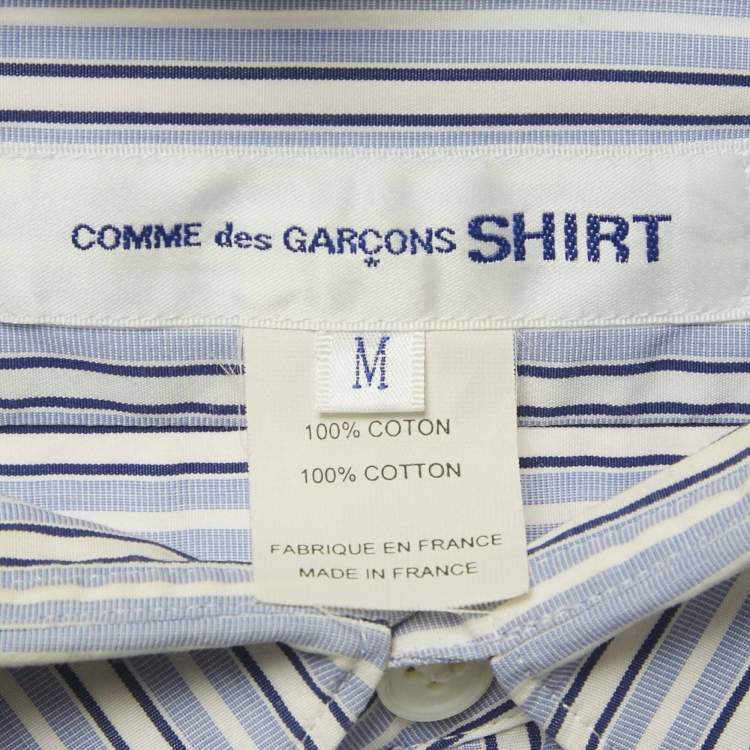 COMME des GARÇONS SHIRT
M
100% COTON
100% COTTON
FABRIQUE EN FRANCE
MADE IN FRANCE